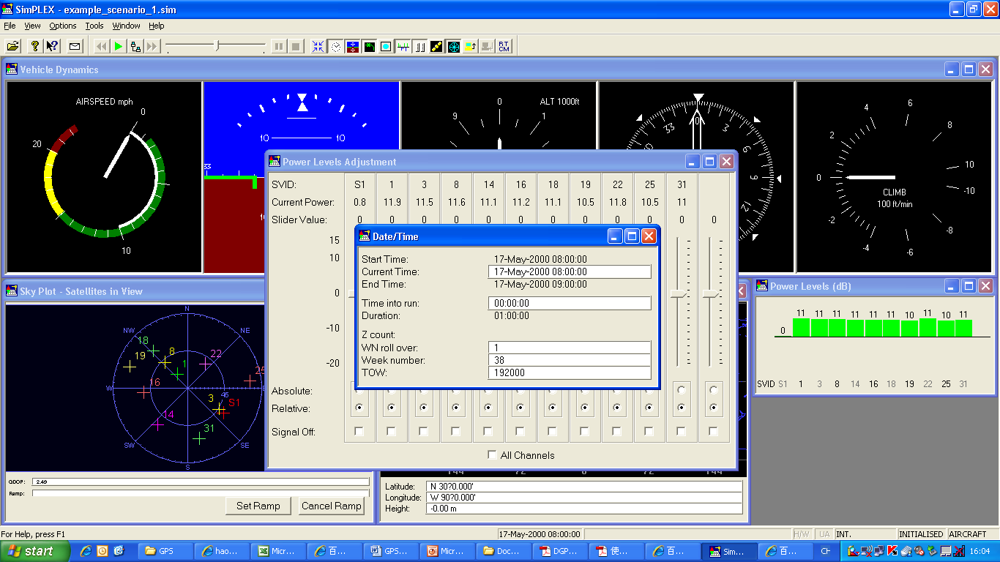 SimPLEX - example_scenario_1.sim
File View Options Tools Window Help
RT CM
Vehicle Dynamics
AIRSPEED mph
0
20
10
10 10
33
0
ALT 1000ft
9 1
0
33
30
3
6
9
12
4 6 8
2
10
0
CLIMB
100 ft/min
-10
-2
-8
-4
-6
Power Levels Adjustment
SVID: S1 1 3 8 14 16 18 19 22 25 31
Current Power: 0.8 11.9 11.5 11.6 11.1 11.2 11.1 10.5 11.8 10.5 11
Slider Value: 0 0 0 0 0 0 0 0 0 0 0 0
15
10
0
-10
-20
Absolute:
Relative:
Signal Off:
All Channels
Date/Time
Start Time: 17-May-2000 08:00:00
Current Time: 17-May-2000 08:00:00
End Time: 17-May-2000 09:00:00
Time into run: 00:00:00
Duration: 01:00:00
Z count:
WN roll over: 1
Week number: 38
TOW: 192000
Sky Plot - Satellites in View
N
NW NE
18
8
19
22
1
25
16
W
45
3
S1
14
31
SW SE
S
GDOP: 2.49
Ramp:
Set Ramp Cancel Ramp
144 72 0 72 144
Latitude: N 30?0.000'
Longitude: W 90?0.000'
Height: -0.00 m
Power Levels (dB)
0 11 11 11 11 11 11 10 11 10 11
SVID S1 1 3 8 14 16 18 19 22 25 31
For Help, press F1
17-May-2000 08:00:00
H/W UA INT. INITIALISED AIRCRAFT
start
GPS
hao...
Micr...
百...
GPS...
Micr...
Doc...
DGP...
使...
百...
Sim...
百...
CH
16:04